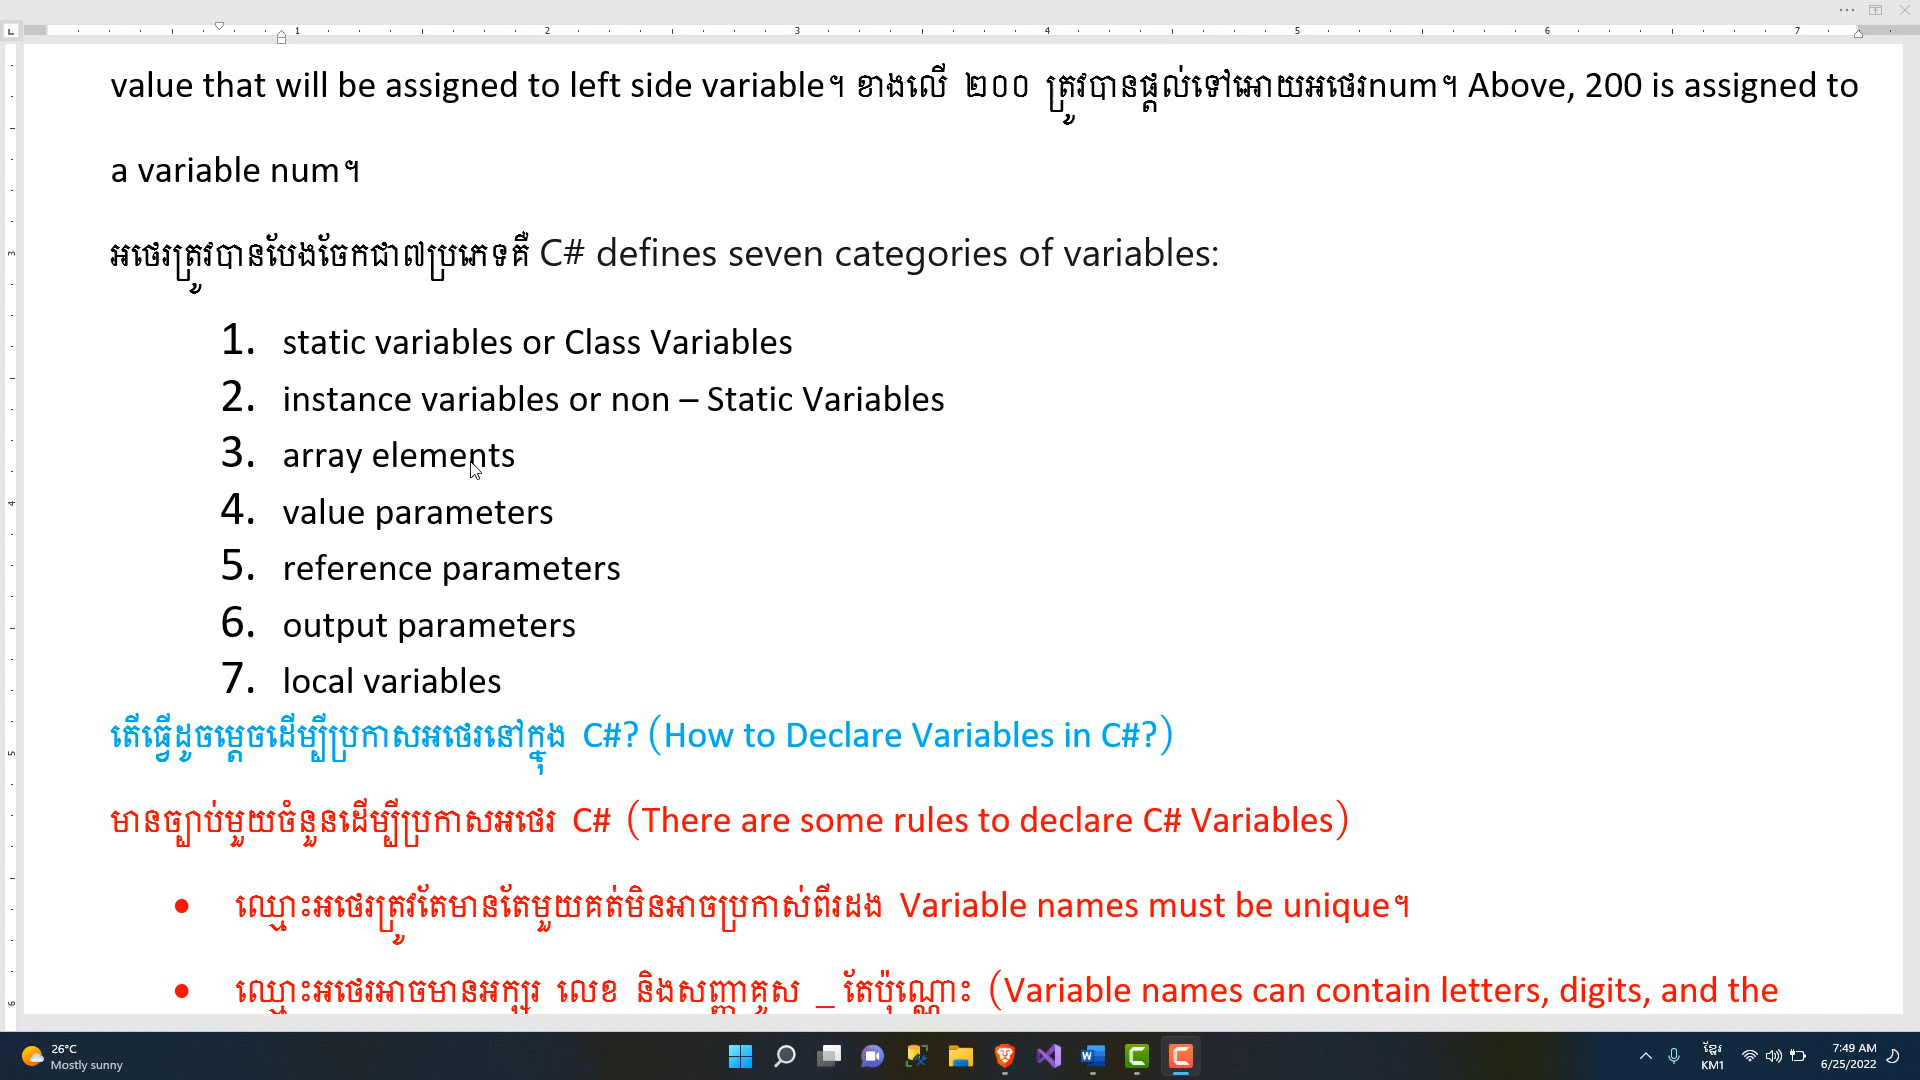 1 2 3 4 5 6 7
value that will be assigned to left side variable។ ខាងលើ ២០០ ត្រូវបានផ្តល់ទៅអោយអថេរnum។ Above, 200 is assigned to
a variable num។
អថេរត្រូវបានបែងចែកជា៧ប្រភេទគឺ C# defines seven categories of variables:
1. static variables or Class Variables
2. instance variables or non – Static Variables
3. array elements
4. value parameters
5. reference parameters
6. output parameters
7. local variables
តើធ្វើដូចម្តេចដើម្បីប្រកាសអថេរនៅក្នុង C#? (How to Declare Variables in C#?)
មានច្បាប់មួយចំនួនដើម្បីប្រកាសអថេរ C# (There are some rules to declare C# Variables)
• ឈ្មោះអថេរត្រូវតែមានតែមួយគត់មិនអាចប្រកាស់ពីរដង Variable names must be unique។
• ឈ្មោះអថេរអាចមានអក្សរ លេខ និងសញ្ញាគូស _ តែប៉ុណ្ណោះ (Variable names can contain letters, digits, and the
26°C
Mostly sunny
ខ្មែរ
KM1
7:49 AM
6/25/2022